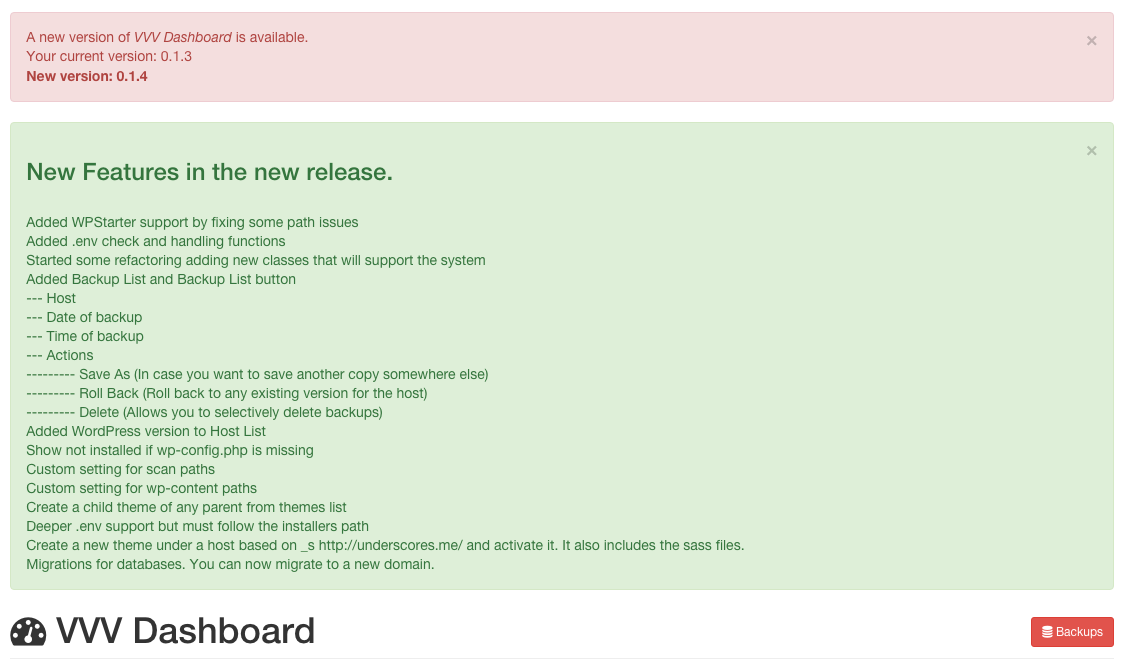 A new version of VVV Dashboard is available.
Your current version: 0.1.3
New version: 0.1.4
×
New Features in the new release.
×
Added WPStarter support by fixing some path issues
Added .env check and handling functions
Started some refactoring adding new classes that will support the system
Added Backup List and Backup List button
--- Host
--- Date of backup
--- Time of backup
--- Actions
--------- Save As (In case you want to save another copy somewhere else)
--------- Roll Back (Roll back to any existing version for the host)
--------- Delete (Allows you to selectively delete backups)
Added WordPress version to Host List
Show not installed if wp-config.php is missing
Custom setting for scan paths
Custom setting for wp-content paths
Create a child theme of any parent from themes list
Deeper .env support but must follow the installers path
Create a new theme under a host based on _s http://underscores.me/ and activate it. It also includes the sass files.
Migrations for databases. You can now migrate to a new domain.
VVV Dashboard
Backups